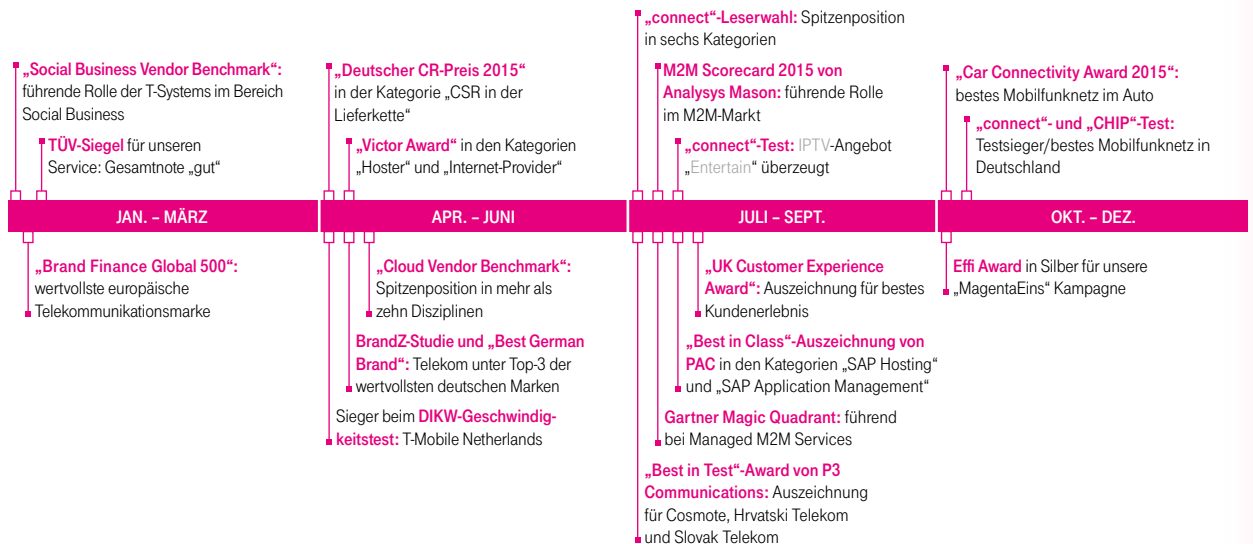 „Social Business Vendor Benchmark“:
führende Rolle der T-Systems im Bereich
Social Business
TÜV-Siegel für unseren
Service: Gesamtnote „gut“
„Deutscher CR-Preis 2015“
in der Kategorie „CSR in der
Lieferkette“
„Victor Award“ in den Kategorien
„Hoster“ und „Internet-Provider“
„connect“-Leserwahl: Spitzenposition
in sechs Kategorien
M2M Scorecard 2015 von
Analysys Mason: führende Rolle
im M2M-Markt
„connect“-Test: IPTV-Angebot
„Entertain“ überzeugt
„Car Connectivity Award 2015“:
bestes Mobilfunknetz im Auto
„connect“- und „CHIP“-Test:
Testsieger/bestes Mobilfunknetz in
Deutschland
JAN. – MÄRZ
APR. – JUNI
JULI – SEPT.
OKT. – DEZ.
„Brand Finance Global 500“:
wertvollste europäische
Telekommunikationsmarke
„Cloud Vendor Benchmark“:
Spitzenposition in mehr als
zehn Disziplinen
BrandZ-Studie und „Best German
Brand“: Telekom unter Top-3 der
wertvollsten deutschen Marken
Sieger beim DIKW-Geschwindig-
keitstest: T-Mobile Netherlands
„UK Customer Experience
Award“: Auszeichnung für bestes
Kundenerlebnis
„Best in Class“-Auszeichnung von
PAC in den Kategorien „SAP Hosting“
und „SAP Application Management“
Gartner Magic Quadrant: führend
bei Managed M2M Services
„Best in Test“-Award von P3
Communications: Auszeichnung
für Cosmote, Hrvatski Telekom
und Slovak Telekom
Effi Award in Silber für unsere
„MagentaEins“ Kampagne